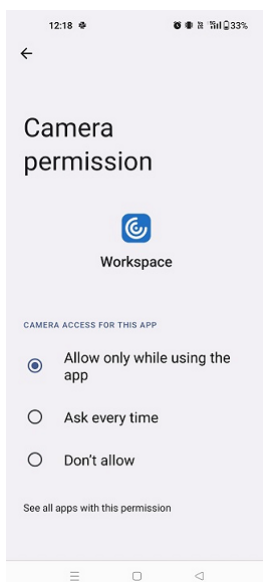 12:18 33%
Camera
permission
Workspace
CAMERA ACCESS FOR THIS APP
Allow only while using the
app
Ask every time
Don't allow
See all apps with this permission